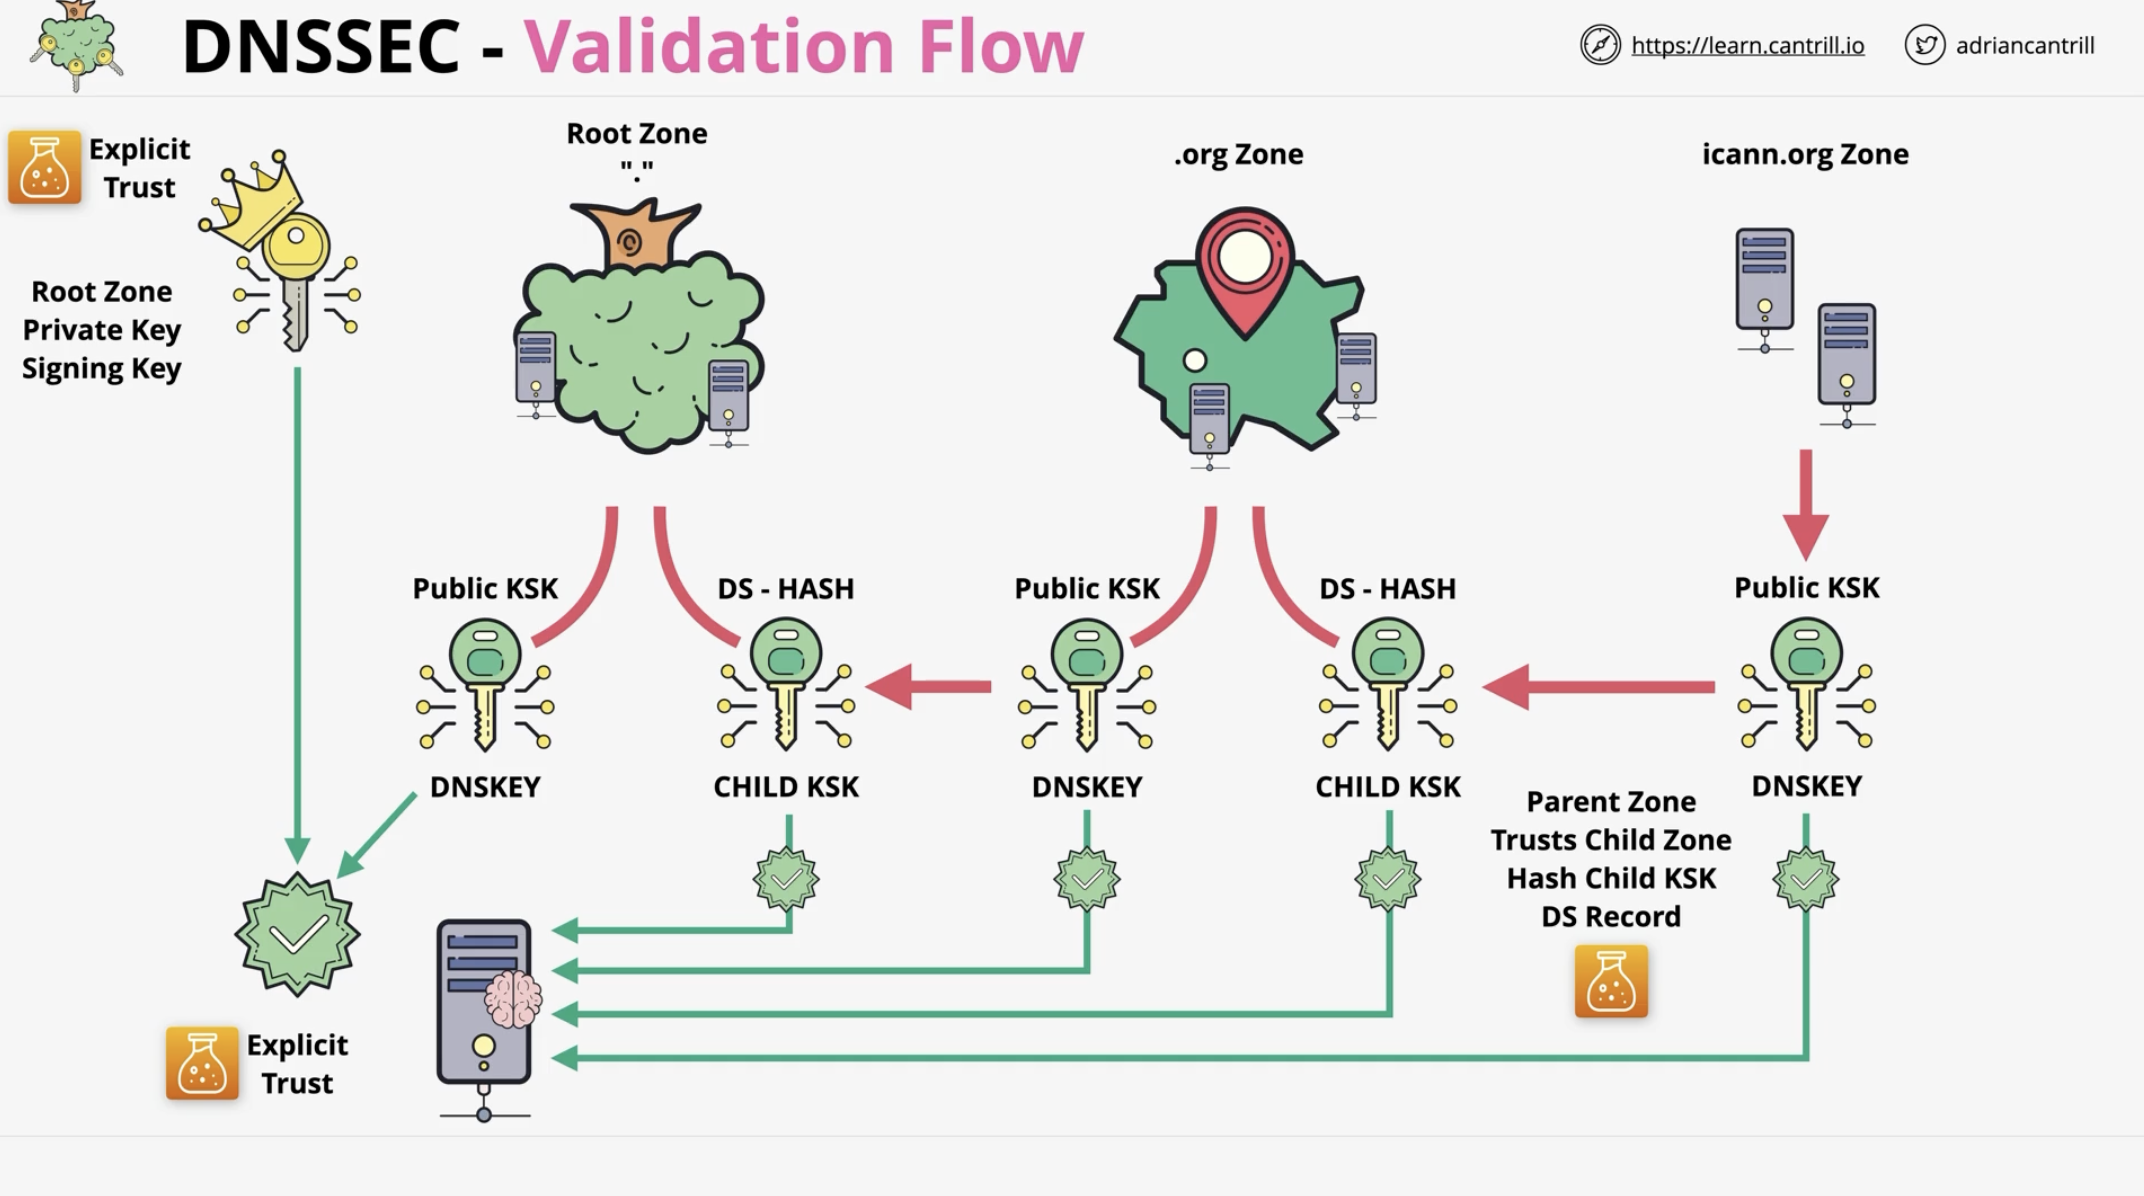 DNSSEC - Validation Flow
https://learn.cantrill.io
adriancantrill
Explicit
Trust
Root Zone
Private Key
Signing Key
Root Zone
"."
.org Zone
icann.org Zone
Public KSK
DNSKEY
DS - HASH
CHILD KSK
Public KSK
DNSKEY
DS - HASH
CHILD KSK
Public KSK
DNSKEY
Parent Zone
Trusts Child Zone
Hash Child KSK
DS Record
Explicit
Trust